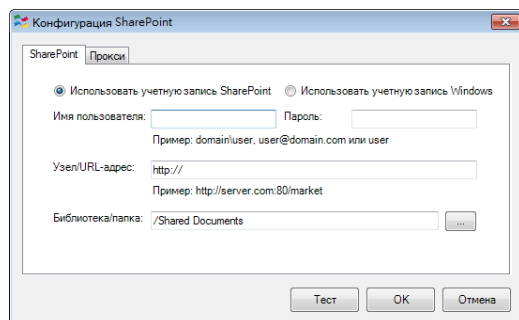 Конфигурация SharePoint
SharePoint Прокси
Использовать учетную запись SharePoint Использовать учетную запись Windows
Имя пользователя: Пароль:
Пример: domain\user, user@domain.com или user
Узел/URL-адрес: http://
Пример: http://server.com:80/market
Библиотека/папка: /Shared Documents ...
Тест OK Отмена